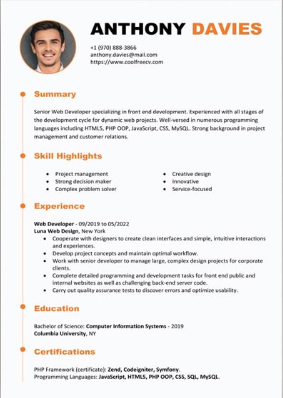 ANTHONY DAVIES
+1 (970) 888-3866
anthony.davies@mail.com
https://www.coolfreecv.com
Summary
Senior Web Developer specializing in front end development. Experienced with all stages of
the development cycle for dynamic web projects. Well-versed in numerous programming
languages including HTML5, PHP OOP, JavaScript, CSS, MySQL. Strong background in project
management and customer relations.
Skill Highlights
• Project management
• Strong decision maker
• Complex problem solver
• Creative design
• Innovative
• Service-focused
Experience
Web Developer - 09/2019 to 05/2022
Luna Web Design, New York
• Cooperate with designers to create clean interfaces and simple, intuitive interactions
and experiences.
• Develop project concepts and maintain optimal workflow.
• Work with senior developer to manage large, complex design projects for corporate
clients.
• Complete detailed programming and development tasks for front end public and
internal websites as well as challenging back-end server code.
• Carry out quality assurance tests to discover errors and optimize usability.
Education
Bachelor of Science: Computer Information Systems - 2019
Columbia University, NY
Certifications
PHP Framework (certificate): Zend, Codeigniter, Symfony.
Programming Languages: JavaScript, HTML5, PHP OOP, CSS, SQL, MySQL.